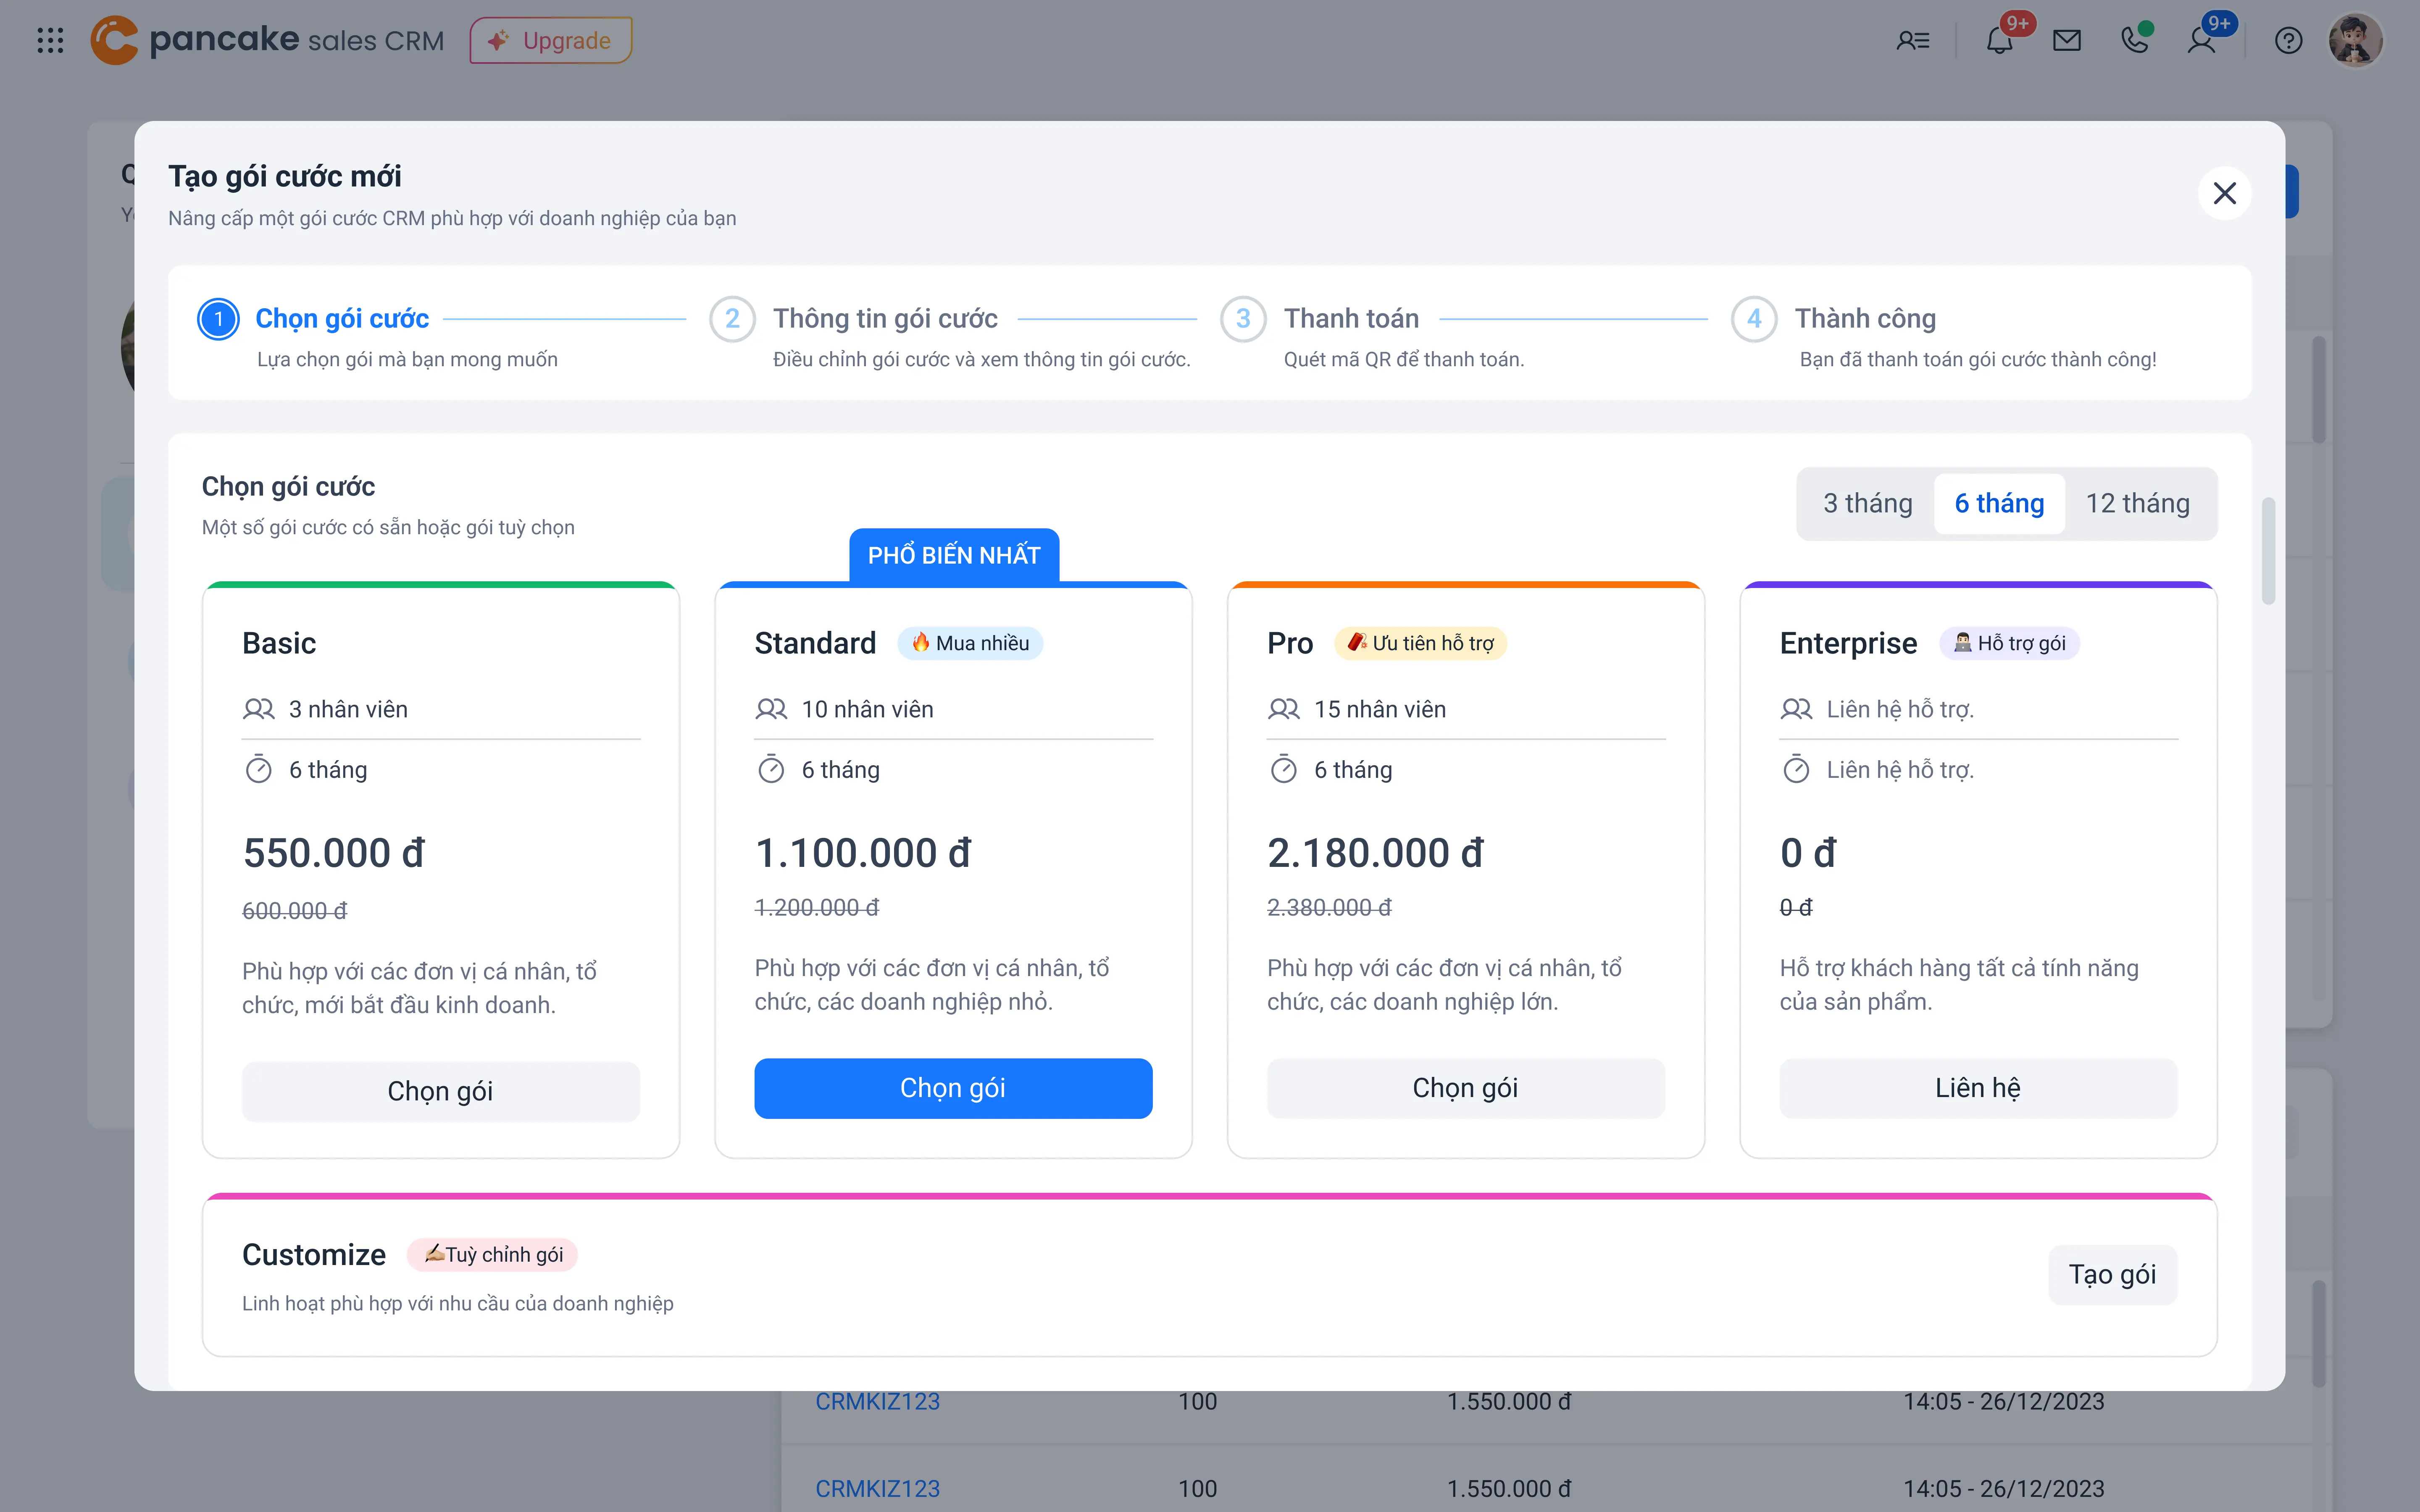 pancake sales CRM
Upgrade
9+
9+
Tạo gói cước mới
Nâng cấp một gói cước CRM phù hợp với doanh nghiệp của bạn
1 Chọn gói cước
Lựa chọn gói mà bạn mong muốn
2 Thông tin gói cước
Điều chỉnh gói cước và xem thông tin gói cước.
3 Thanh toán
Quét mã QR để thanh toán.
4 Thành công
Bạn đã thanh toán gói cước thành công!
Chọn gói cước
Một số gói cước có sẵn hoặc gói tuỳ chọn
3 tháng
6 tháng
12 tháng
Basic
3 nhân viên
6 tháng
550.000 đ
600.000 đ
Phù hợp với các đơn vị cá nhân, tổ
chức, mới bắt đầu kinh doanh.
Chọn gói
PHỔ BIẾN NHẤT
Standard
🔥 Mua nhiều
10 nhân viên
6 tháng
1.100.000 đ
1.200.000 đ
Phù hợp với các đơn vị cá nhân, tổ
chức, các doanh nghiệp nhỏ.
Chọn gói
Pro
🧨 Ưu tiên hỗ trợ
15 nhân viên
6 tháng
2.180.000 đ
2.380.000 đ
Phù hợp với các đơn vị cá nhân, tổ
chức, các doanh nghiệp lớn.
Chọn gói
Enterprise
👨🏻‍💻 Hỗ trợ gói
Liên hệ hỗ trợ.
Liên hệ hỗ trợ.
0 đ
0 đ
Hỗ trợ khách hàng tất cả tính năng
của sản phẩm.
Liên hệ
Customize
✍🏼Tuỳ chỉnh gói
Linh hoạt phù hợp với nhu cầu của doanh nghiệp
Tạo gói
CRMKIZ123 100 1.550.000 đ 14:05 - 26/12/2023
CRMKIZ123 100 1.550.000 đ 14:05 - 26/12/2023